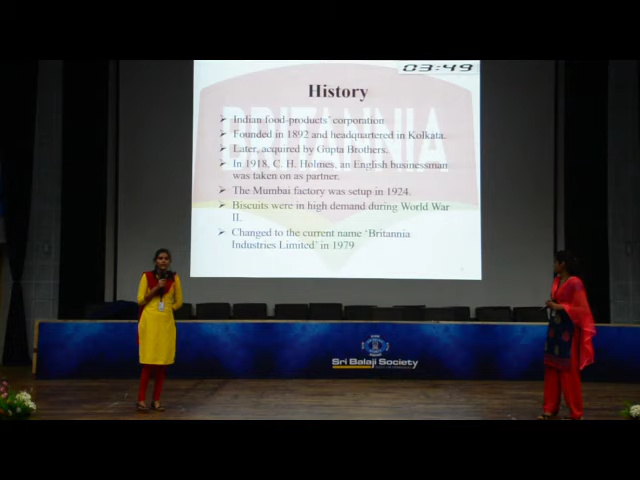 03:49
History
BRITANNIA
➢ Indian food-products' corporation
➢ Founded in 1892 and headquartered in Kolkata.
➢ Later, acquired by Gupta Brothers.
➢ In 1918, C. H. Holmes, an English businessman
was taken on as partner.
➢ The Mumbai factory was setup in 1924.
➢ Biscuits were in high demand during World War
II.
➢ Changed to the current name ‘Britannia
Industries Limited’ in 1979
Sri Balaji Society